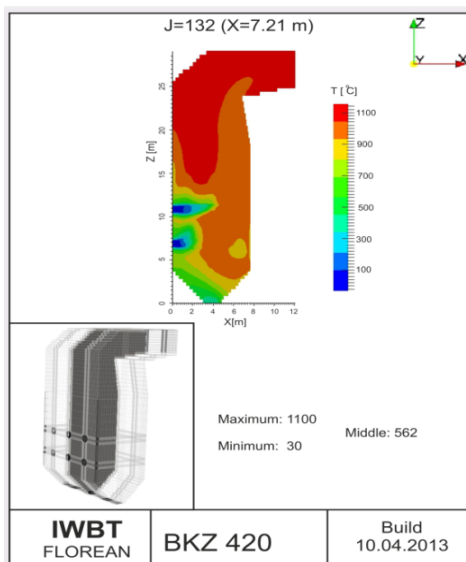 J=132 (X=7.21 m)
Z
Y
X
T [°C]
1100
900
700
500
300
100
Z [m]
25
20
15
10
5
0
0 2 4 6 8 10 12
X[m]
Maximum: 1100
Minimum: 30
Middle: 562
IWBT
FLOREAN
BKZ 420
Build
10.04.2013